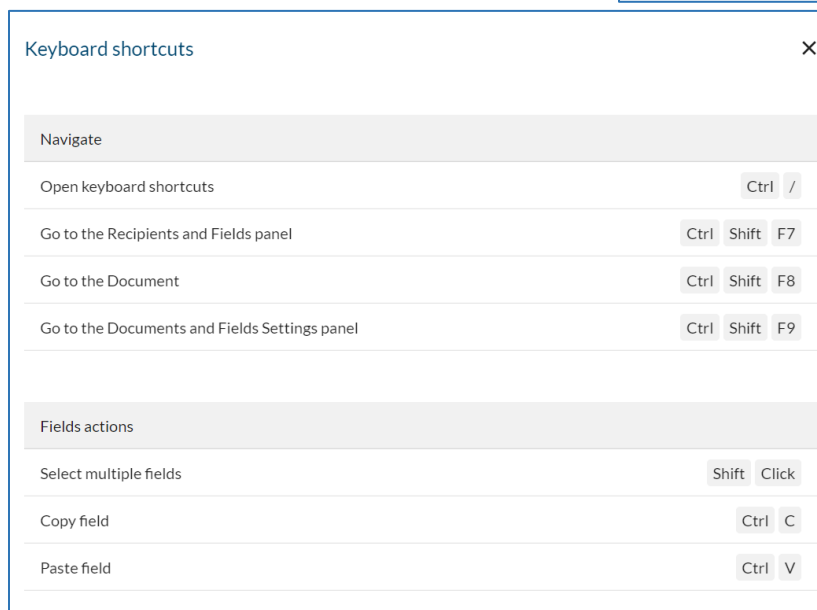 Keyboard shortcuts
Navigate
Open keyboard shortcuts Ctrl /
Go to the Recipients and Fields panel Ctrl Shift F7
Go to the Document Ctrl Shift F8
Go to the Documents and Fields Settings panel Ctrl Shift F9
Fields actions
Select multiple fields Shift Click
Copy field Ctrl C
Paste field Ctrl V